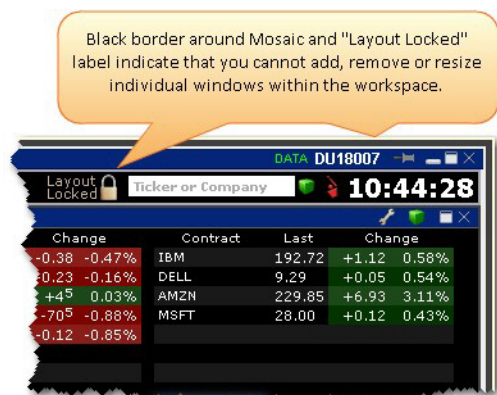 Black border around Mosaic and "Layout Locked"
label indicate that you cannot add, remove or resize
individual windows within the workspace.
DATA DU18007
Layout
Locked
Ticker or Company
10:44:28
Change Contract Last Change
-0.38 -0.47% IBM 192.72 +1.12 0.58%
-0.23 -0.16% DELL 9.29 +0.05 0.54%
+4⁵ 0.03% AMZN 229.85 +6.93 3.11%
-70⁵ -0.88% MSFT 28.00 +0.12 0.43%
-0.12 -0.85%